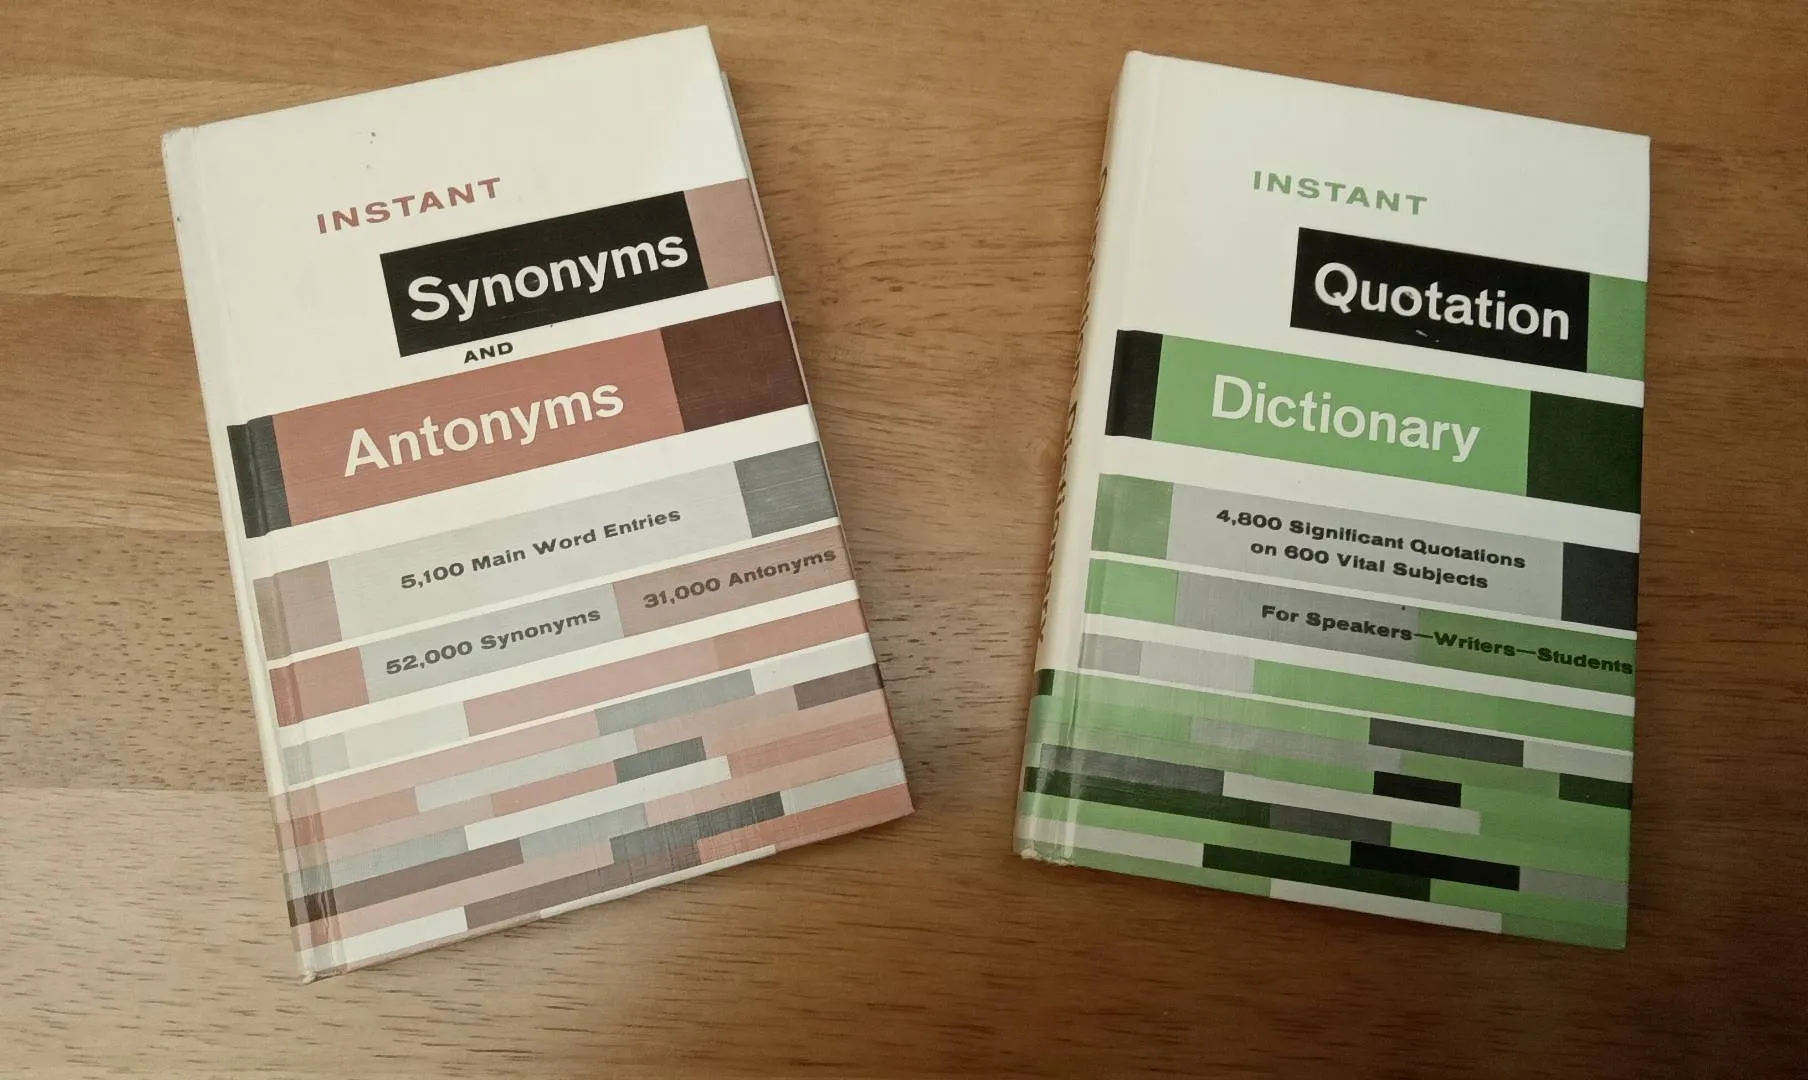 INSTANT
Synonyms
AND
Antonyms
5,100 Main Word Entries
52,000 Synonyms 31,000 Antonyms
INSTANT
Quotation
Dictionary
4,800 Significant Quotations
on 600 Vital Subjects
For Speakers—Writers—Students